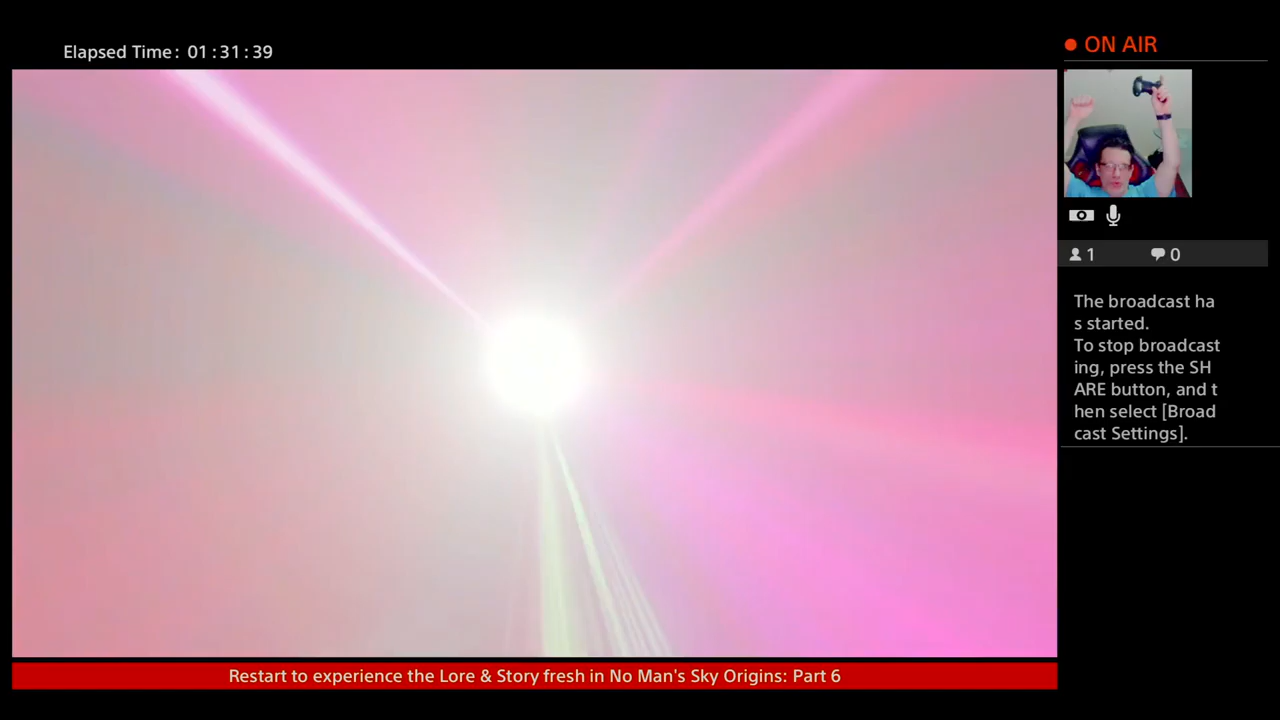 Elapsed Time: 01:31:39
ON AIR
1
0
The broadcast ha
s started.
To stop broadcast
ing, press the SH
ARE button, and t
hen select [Broad
cast Settings].
Restart to experience the Lore & Story fresh in No Man's Sky Origins: Part 6